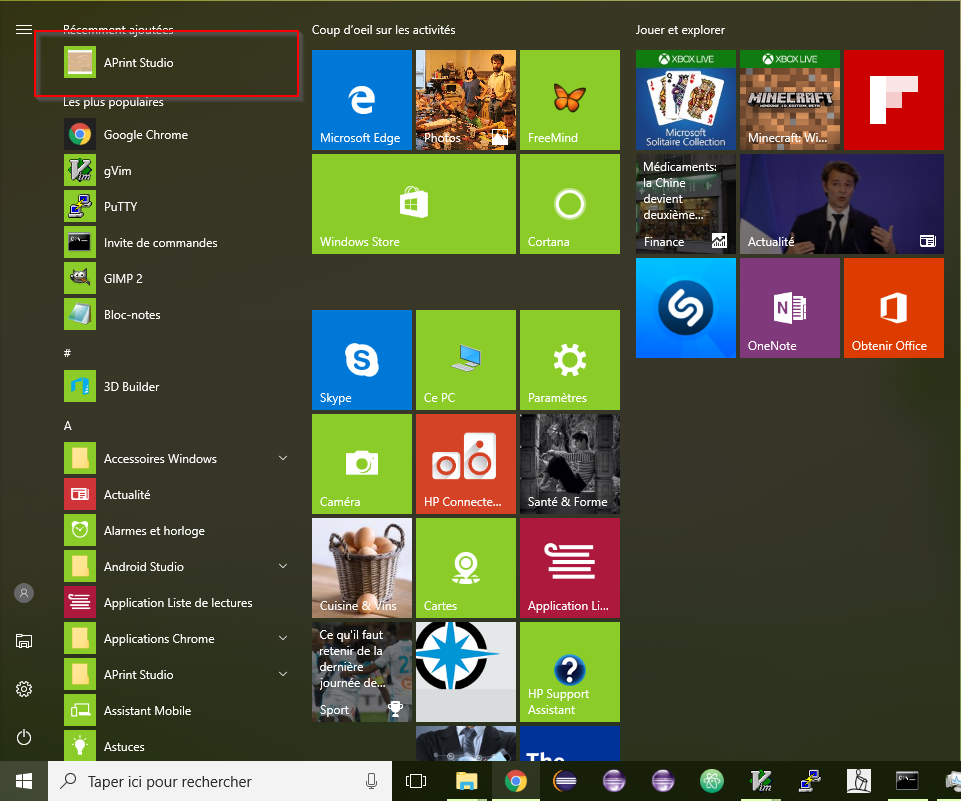 Récemment ajoutées
APrint Studio
Les plus populaires
Google Chrome
gVim
PuTTY
Invite de commandes
GIMP 2
Bloc-notes
#
3D Builder
A
Accessoires Windows
Actualité
Alarmes et horloge
Android Studio
Application Liste de lectures
Applications Chrome
APrint Studio
Assistant Mobile
Astuces
Coup d'oeil sur les activités
Microsoft Edge
Photos
FreeMind
Windows Store
Cortana
Skype
Ce PC
Paramètres
Caméra
HP Connecte...
Santé & Forme
Cuisine & Vins
Cartes
Application Li...
Ce qu'il faut
retenir de la
dernière
journée de...
Sport
HP Support
Assistant
The
Jouer et explorer
XBOX LIVE
Microsoft
Solitaire Collection
XBOX LIVE
MINECRAFT
Minecraft: Wi...
Médicaments:
la Chine
devient
deuxième...
Finance
Actualité
OneNote
Obtenir Office
Taper ici pour rechercher